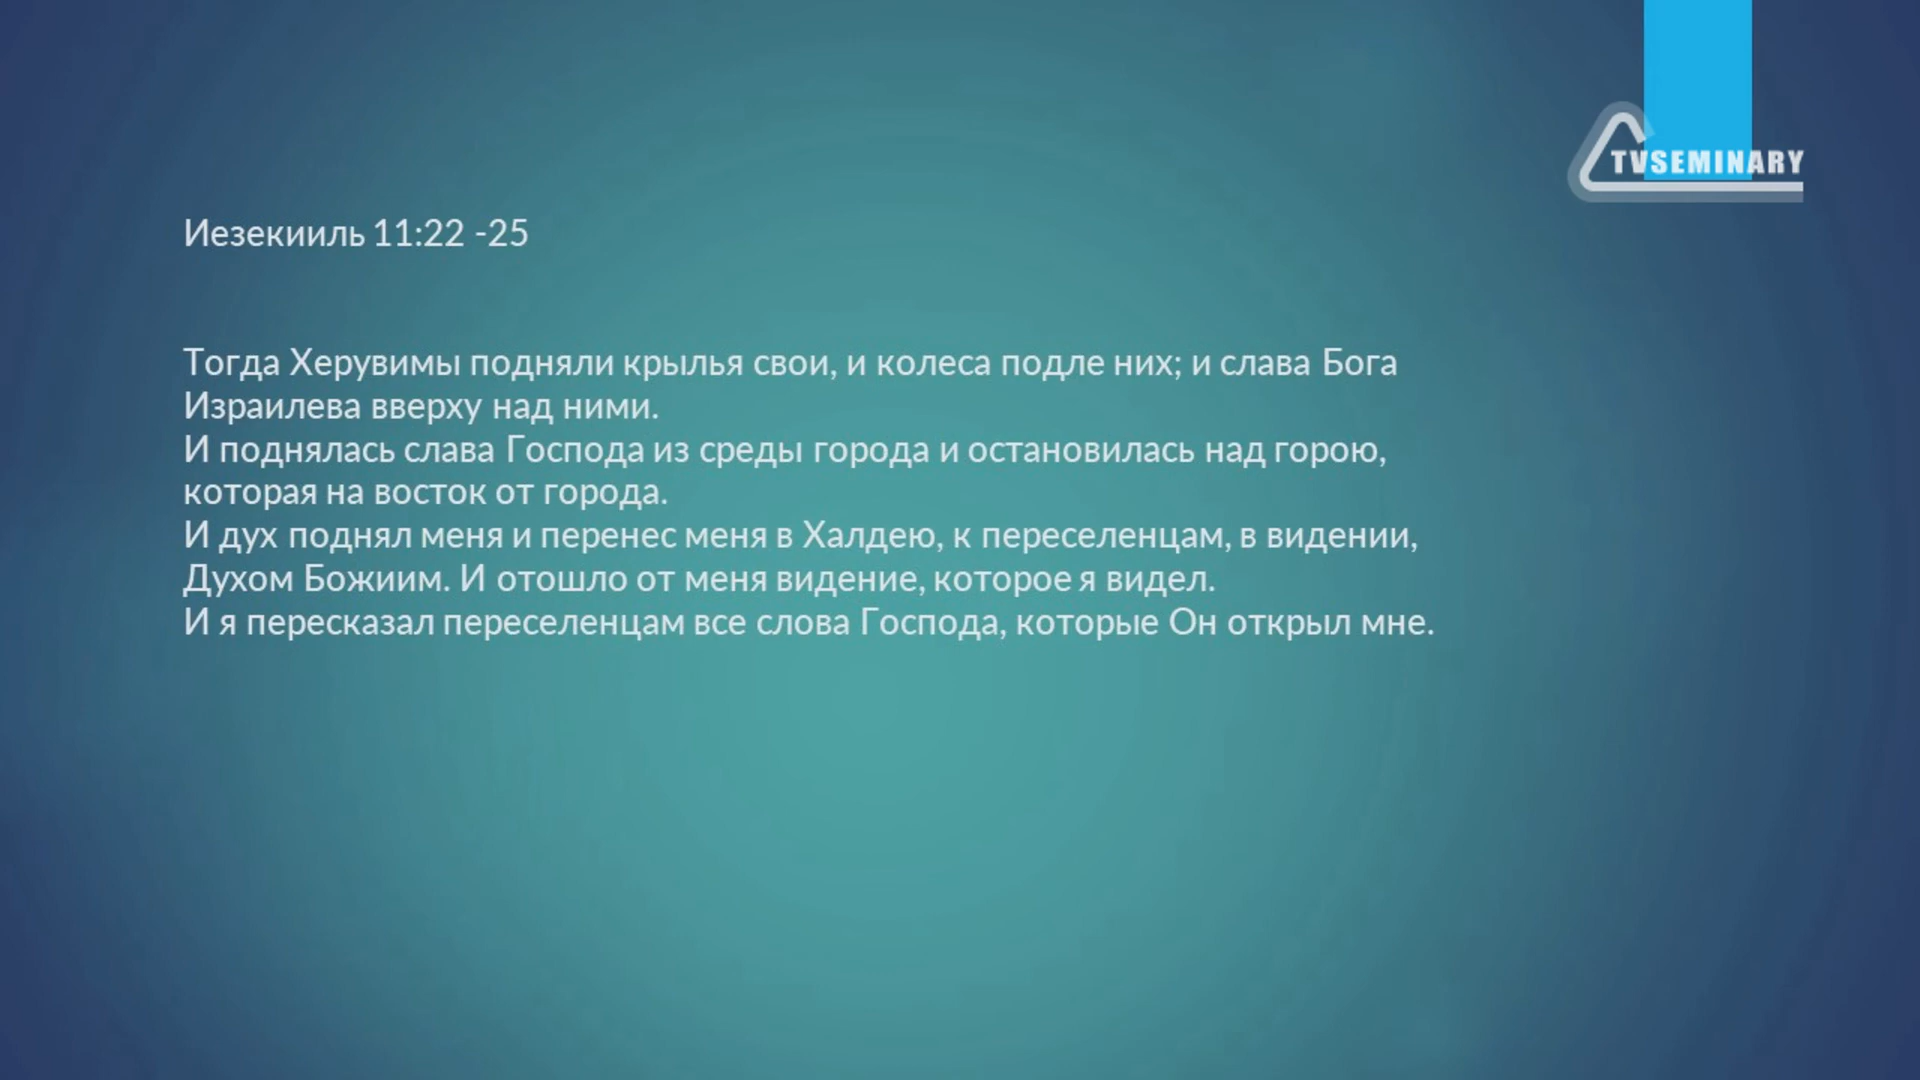 TVSEMINARY
Иезекииль 11:22 -25
Тогда Херувимы подняли крылья свои, и колеса подле них; и слава Бога
Израилева вверху над ними.
И поднялась слава Господа из среды города и остановилась над горою,
которая на восток от города.
И дух поднял меня и перенес меня в Халдею, к переселенцам, в видении,
Духом Божиим. И отошло от меня видение, которое я видел.
И я пересказал переселенцам все слова Господа, которые Он открыл мне.